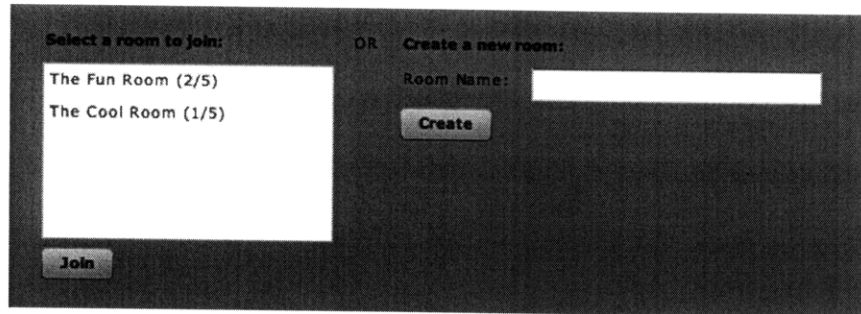 Select a room to join:
The Fun Room (2/5)
The Cool Room (1/5)
Join
OR
Create a new room:
Room Name:
Create